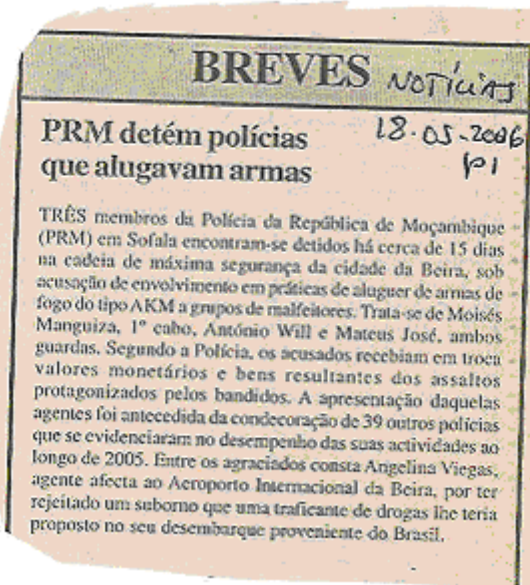 BREVES NOTÍCIAS
18-05-2006
p1
PRM detém polícias
que alugavam armas
TRÊS membros da Polícia da República de Moçambique
(PRM) em Sofala encontram-se detidos há cerca de 15 dias
na cadeia de máxima segurança da cidade da Beira, sob
acusação de envolvimento em práticas de aluguer de armas de
fogo do tipo AKM a grupos de malfeitores. Trata-se de Moisés
Manguiza, 1º cabo, António Will e Mateus José, ambos
guardas. Segundo a Polícia, os acusados recebiam em troca
valores monetários e bens resultantes dos assaltos
protagonizados pelos bandidos. A apresentação daquelas
agentes foi antecedida da condecoração de 39 outros polícias
que se evidenciaram no desempenho das suas actividades ao
longo de 2005. Entre os agraciados consta Angelina Viegas,
agente afecta ao Aeroporto Internacional da Beira, por ter
rejeitado um suborno que uma traficante de drogas lhe teria
proposto no seu desembarque proveniente do Brasil.